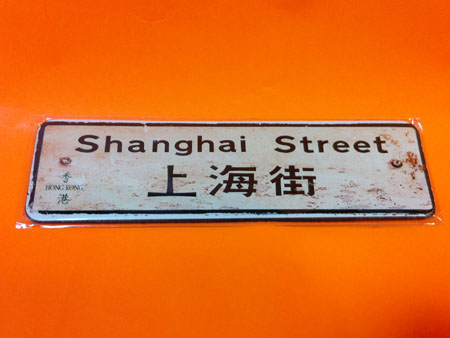 Shanghai Street
上海街
香
HONG KONG
港